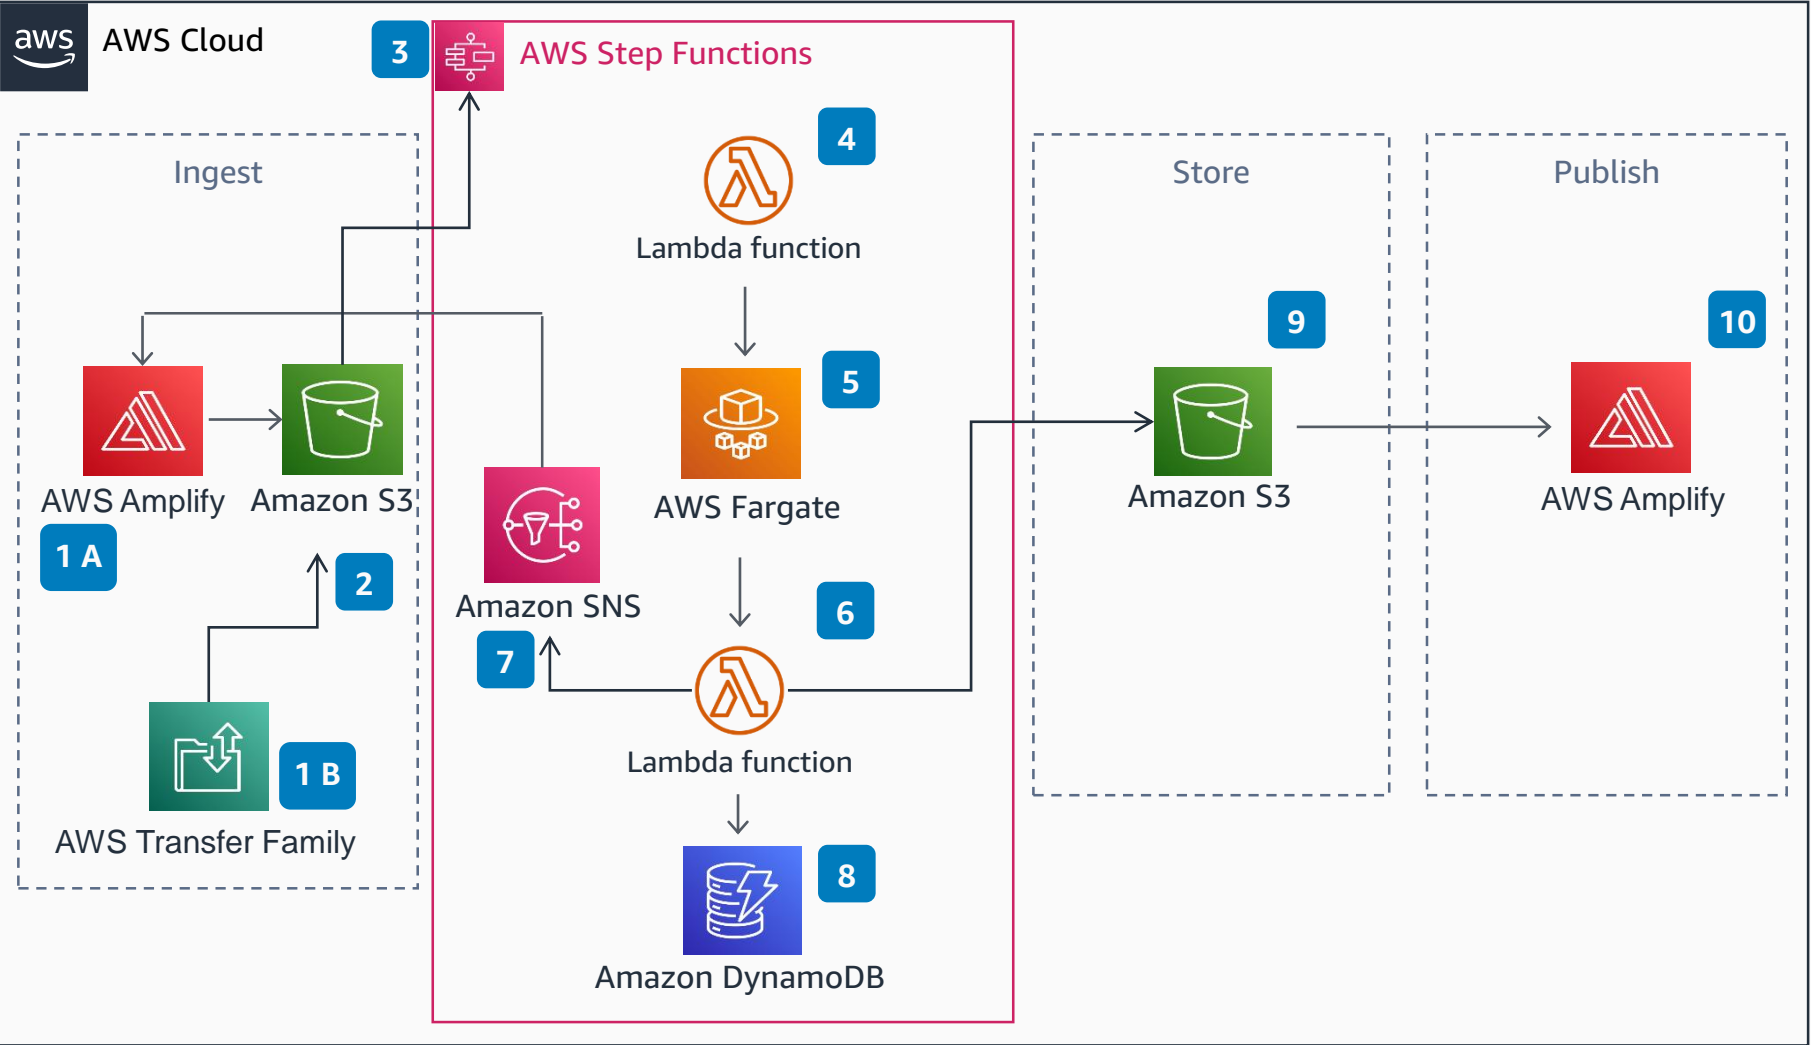 aws
AWS Cloud
3
AWS Step Functions
Ingest
4
Lambda function
Store
Publish
9
10
5
AWS Amplify
Amazon S3
1 A
2
AWS Fargate
Amazon S3
AWS Amplify
Amazon SNS
7
6
Lambda function
1 B
AWS Transfer Family
8
Amazon DynamoDB